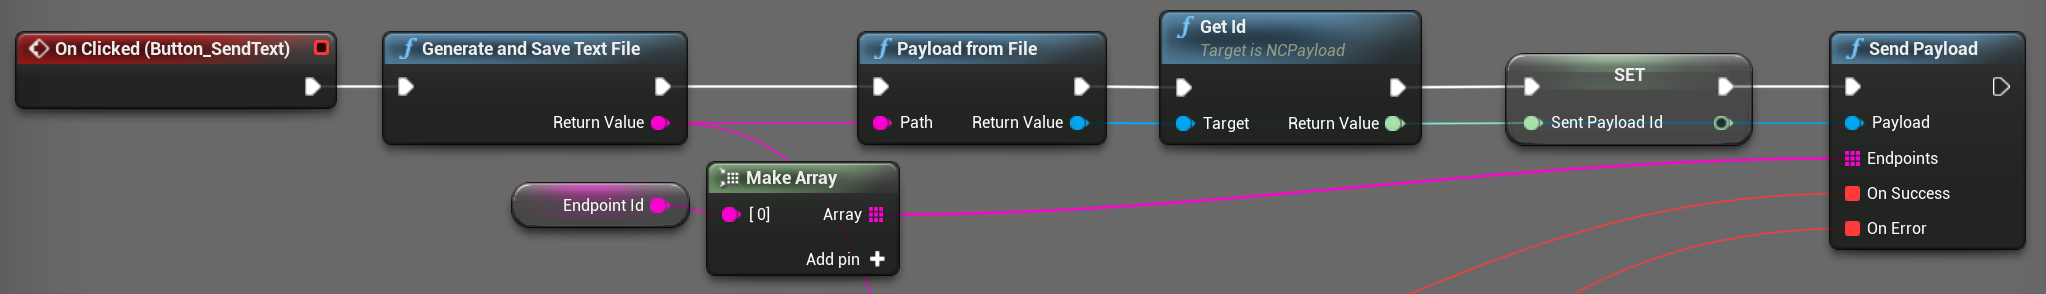 On Clicked (Button_SendText)
Generate and Save Text File
Return Value
Payload from File
Path
Return Value
Get Id
Target is NCPayload
Target
Return Value
SET
Sent Payload Id
Send Payload
Payload
Endpoints
On Success
On Error
Endpoint Id
Make Array
[ 0]
Array
Add pin